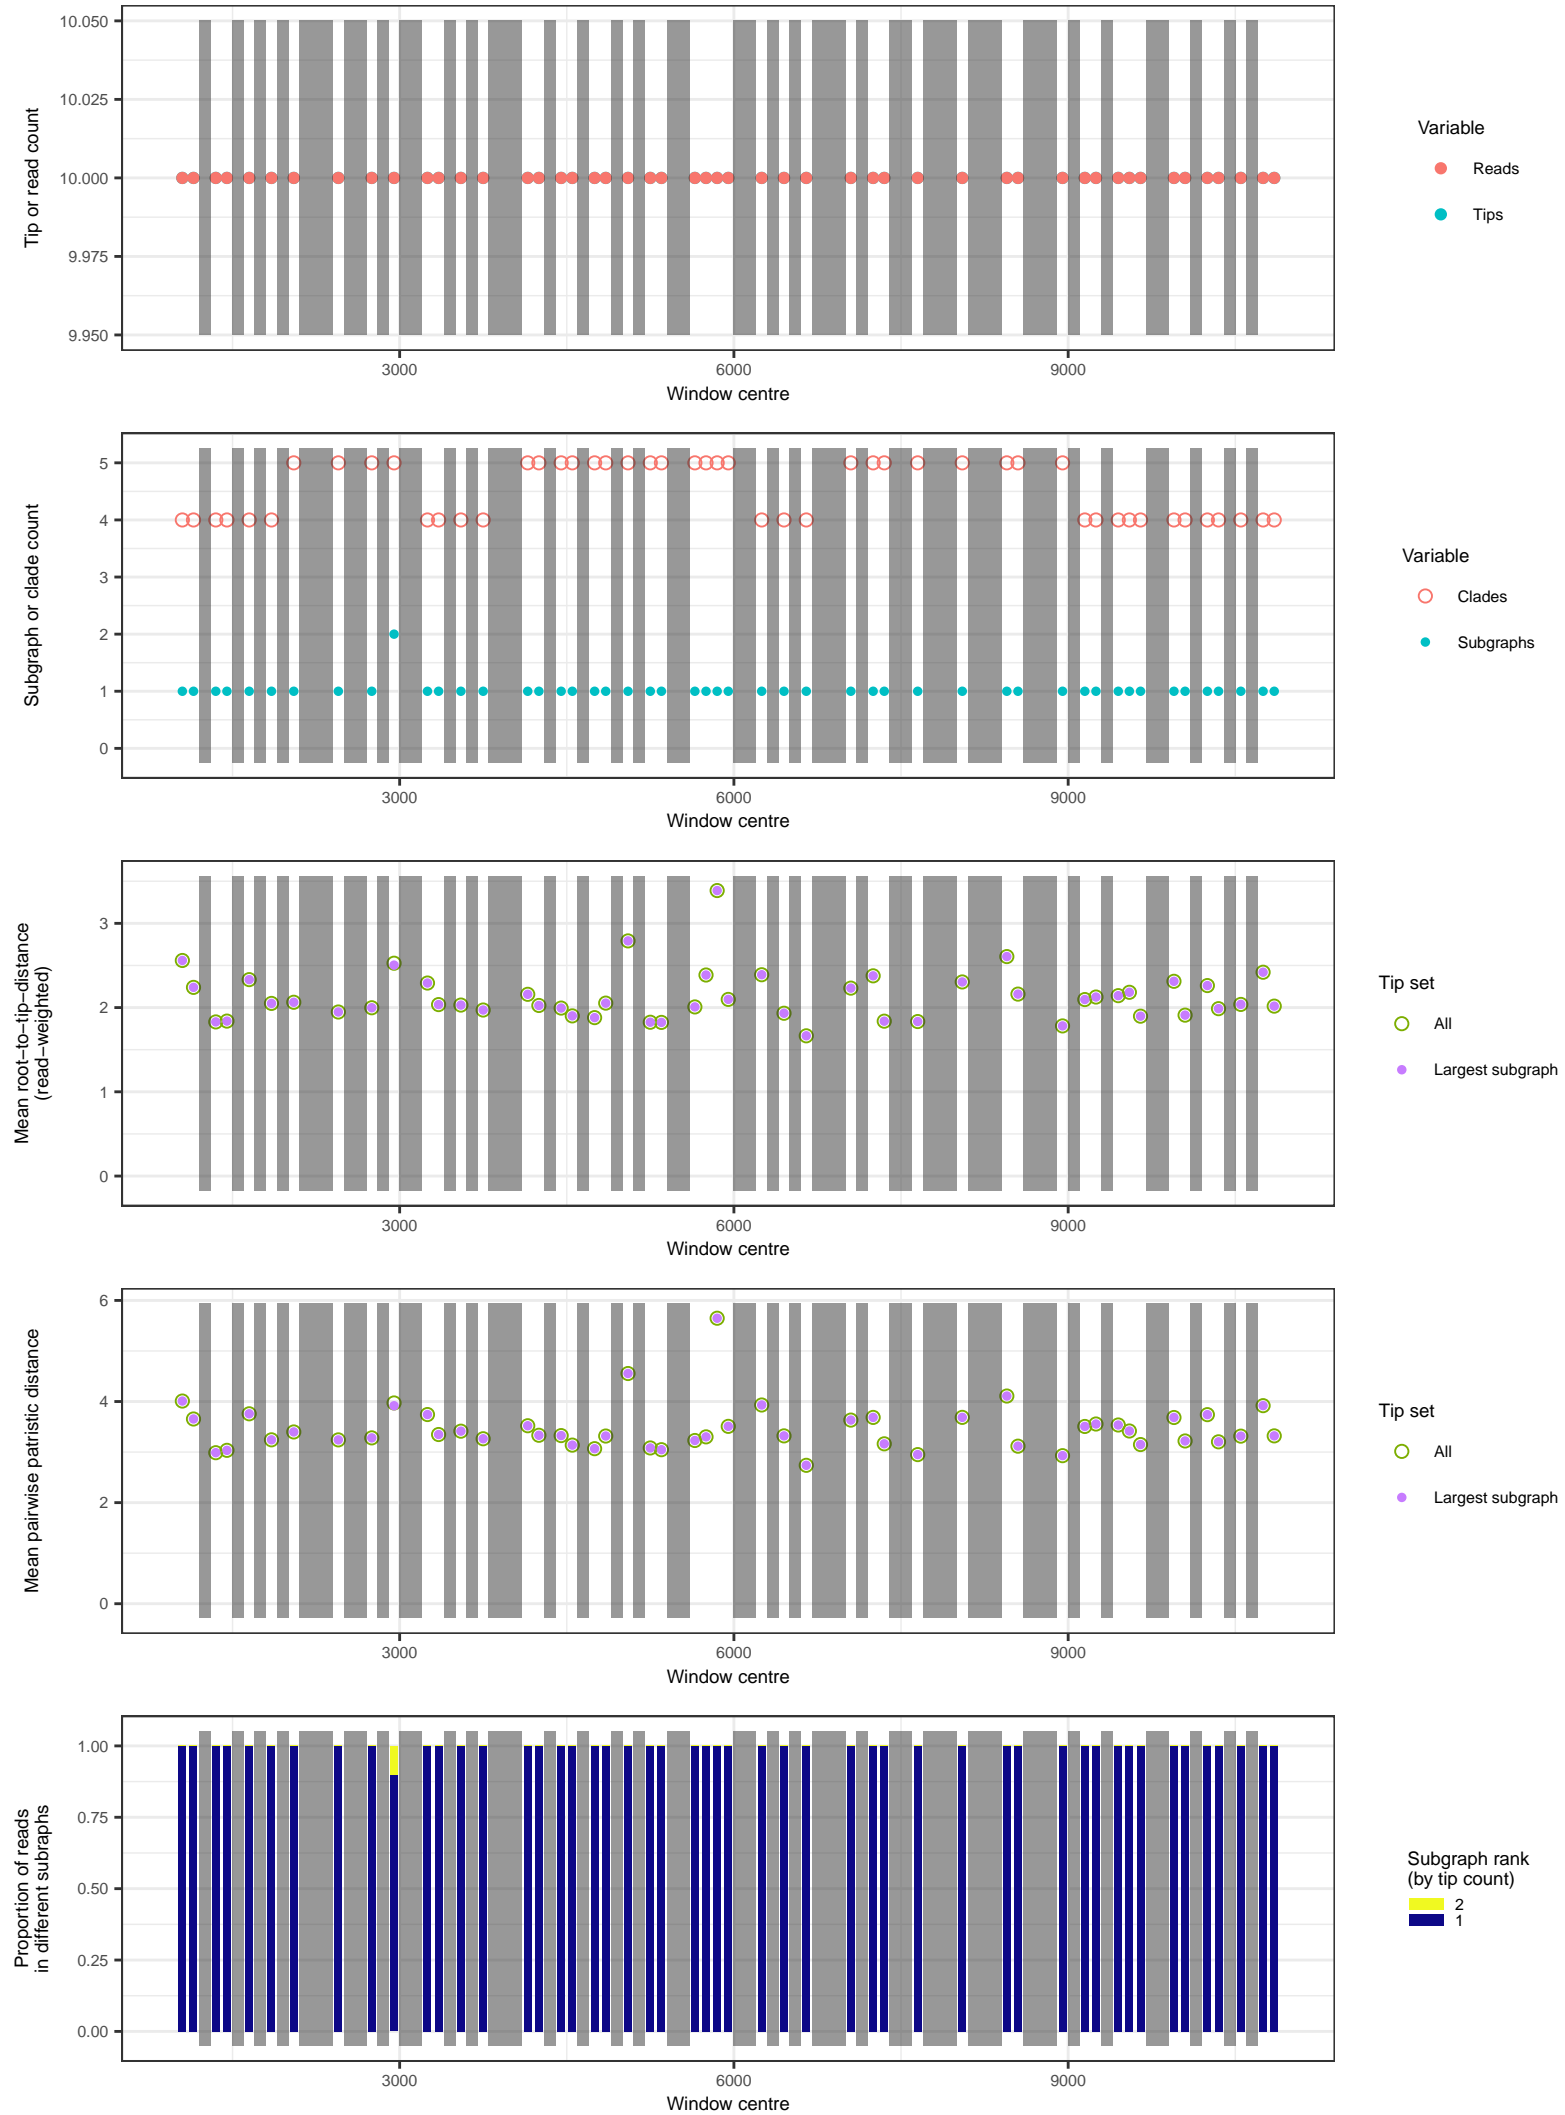 10.050
10.025
10.000
9.975
9.950
Tip or read count
3000
6000
9000
Window centre
Variable
Reads
Tips
5
4
3
2
1
0
Subgraph or clade count
3000
6000
9000
Window centre
Variable
Clades
Subgraphs
3
2
1
0
Mean root−to−tip−distance
(read−weighted)
3000
6000
9000
Window centre
Tip set
All
Largest subgraph
6
4
2
0
Mean pairwise patristic distance
3000
6000
9000
Window centre
Tip set
All
Largest subgraph
1.00
0.75
0.50
0.25
0.00
Proportion of reads
in different subraphs
3000
6000
9000
Window centre
Subgraph rank
(by tip count)
2
1